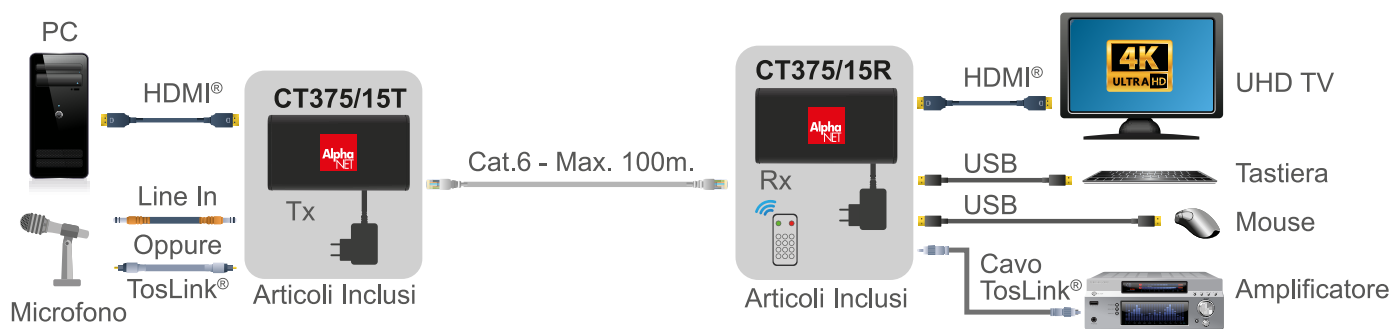 PC
HDMI®
CT375/15T
Alpha
NET
Tx
Articoli Inclusi
Line In
Oppure
TosLink®
Microfono
Cat.6 - Max. 100m.
CT375/15R
Alpha
NET
Rx
Articoli Inclusi
HDMI®
4K
ULTRA HD
UHD TV
USB
Tastiera
USB
Mouse
Cavo
TosLink®
Amplificatore